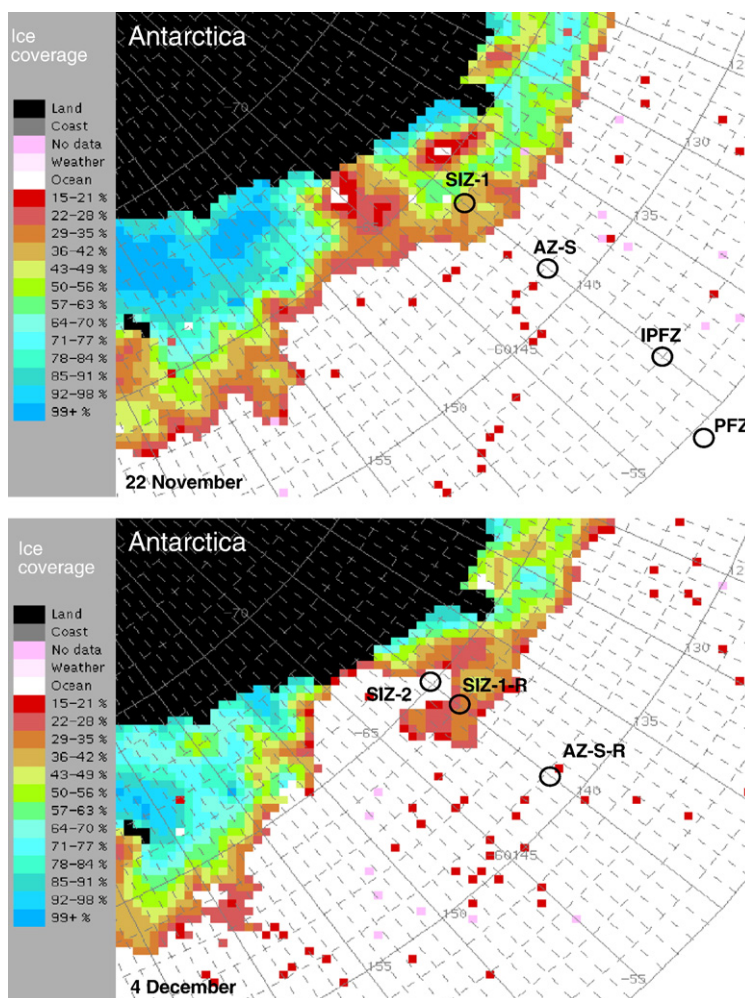 Ice
coverage
Land
Coast
No data
Weather
Ocean
15–21 %
22–28 %
29–35 %
36–42 %
43–49 %
50–56 %
57–63 %
64–70 %
71–77 %
78–84 %
85–91 %
92–98 %
99+ %
Antarctica
-70
130
SIZ-1
135
AZ-S
140
IPFZ
60145
150
PFZ
155
-55
22 November
Ice
coverage
Land
Coast
No data
Weather
Ocean
15–21 %
22–28 %
29–35 %
36–42 %
43–49 %
50–56 %
57–63 %
64–70 %
71–77 %
78–84 %
85–91 %
92–98 %
99+ %
Antarctica
-70
130
SIZ-2
SIZ-1-R
135
-65
AZ-S-R
140
60145
150
155
-55
4 December